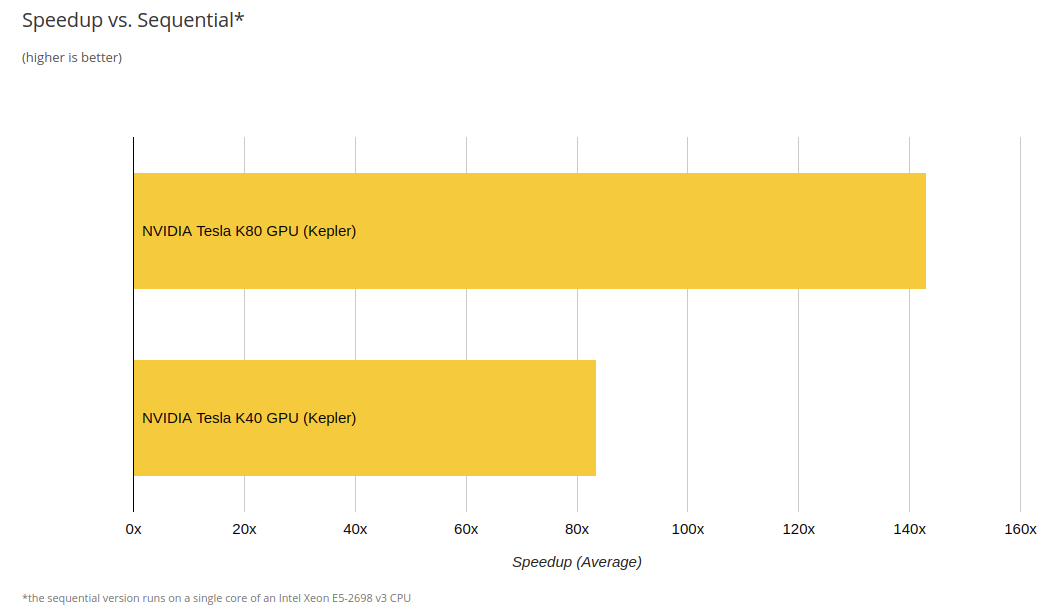 Speedup vs. Sequential*
(higher is better)
NVIDIA Tesla K80 GPU (Kepler)
NVIDIA Tesla K40 GPU (Kepler)
0x 20x 40x 60x 80x 100x 120x 140x 160x
Speedup (Average)
*the sequential version runs on a single core of an Intel Xeon E5-2698 v3 CPU